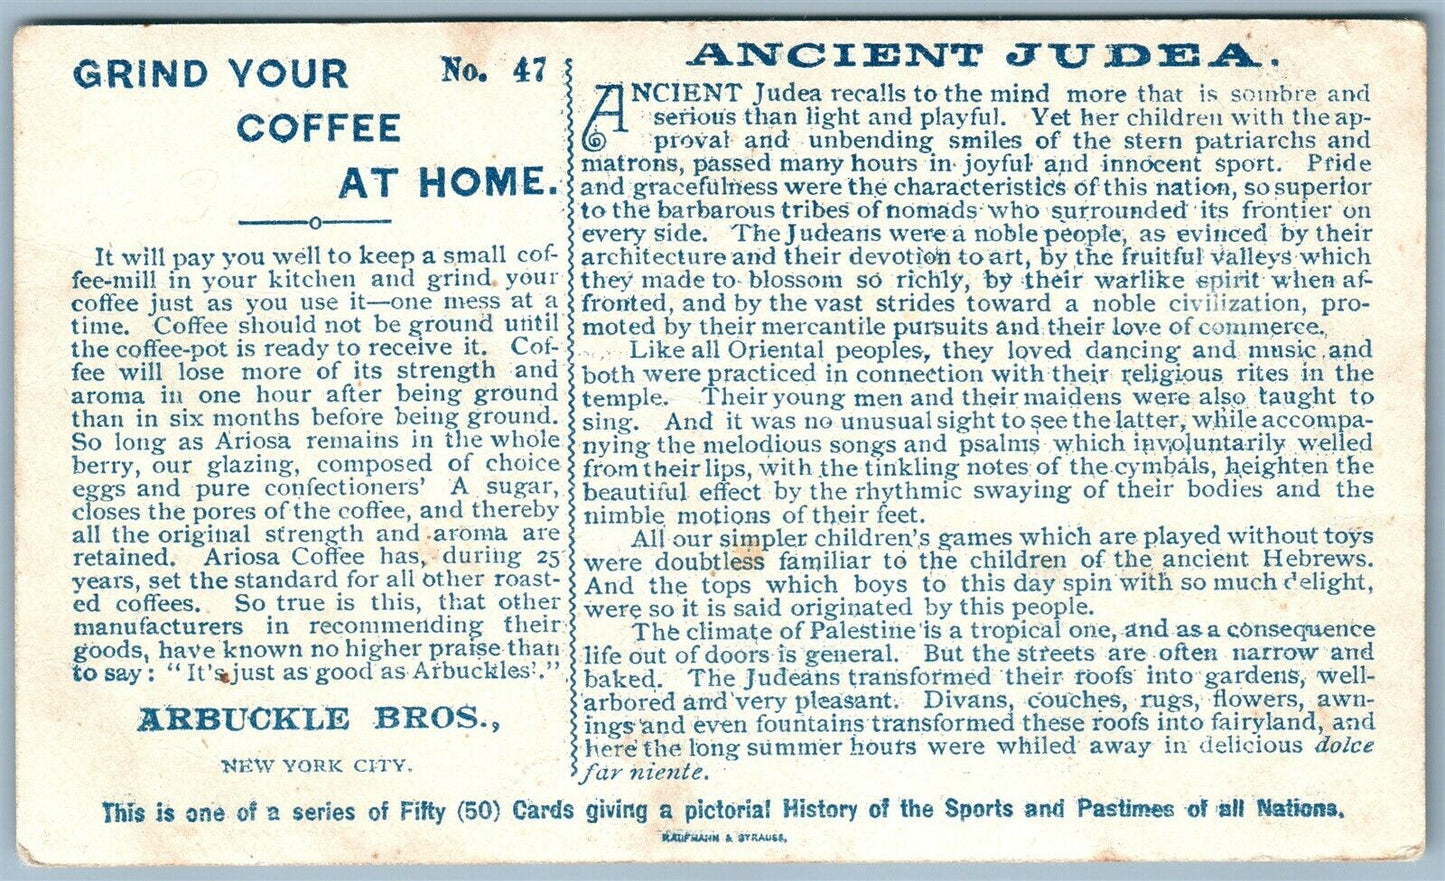 GRIND YOUR No. 47
COFFEE
AT HOME.
It will pay you well to keep a small cof-
fee-mill in your kitchen and grind your
coffee just as you use it—one mess at a
time. Coffee should not be ground until
the coffee-pot is ready to receive it. Cof-
fee will lose more of its strength and
aroma in one hour after being ground
than in six months before being ground.
So long as Ariosa remains in the whole
berry, our glazing, composed of choice
eggs and pure confectioners' A sugar,
closes the pores of the coffee, and thereby
all the original strength and aroma are
retained. Ariosa Coffee has, during 25
years, set the standard for all other roast-
ed coffees. So true is this, that other
manufacturers in recommending their
goods, have known no higher praise than
to say: "It's just as good as Arbuckles'."
ARBUCKLE BROS.,
NEW YORK CITY.
ANCIENT JUDEA.
ANCIENT Judea recalls to the mind more that is sombre and
serious than light and playful. Yet her children with the ap-
proval and unbending smiles of the stern patriarchs and
matrons, passed many hours in joyful and innocent sport. Pride
and gracefulness were the characteristics of this nation, so superior
to the barbarous tribes of nomads who surrounded its frontier on
every side. The Judeans were a noble people, as evinced by their
architecture and their devotion to art, by the fruitful valleys which
they made to blossom so richly, by their warlike spirit when af-
fronted, and by the vast strides toward a noble civilization, pro-
moted by their mercantile pursuits and their love of commerce.
Like all Oriental peoples, they loved dancing and music and
both were practiced in connection with their religious rites in the
temple. Their young men and their maidens were also taught to
sing. And it was no unusual sight to see the latter, while accompa-
nying the melodious songs and psalms which involuntarily welled
from their lips, with the tinkling notes of the cymbals, heighten the
beautiful effect by the rhythmic swaying of their bodies and the
nimble motions of their feet.
All our simpler children's games which are played without toys
were doubtless familiar to the children of the ancient Hebrews.
And the tops which boys to this day spin with so much delight,
were so it is said originated by this people.
The climate of Palestine is a tropical one, and as a consequence
life out of doors is general. But the streets are often narrow and
baked. The Judeans transformed their roofs into gardens, well-
arbored and very pleasant. Divans, couches, rugs, flowers, awn-
ings and even fountains transformed these roofs into fairyland, and
here the long summer hours were whiled away in delicious dolce
far niente.
This is one of a series of Fifty (50) Cards giving a pictorial History of the Sports and Pastimes of all Nations.
KAUFMANN & STRAUSS,